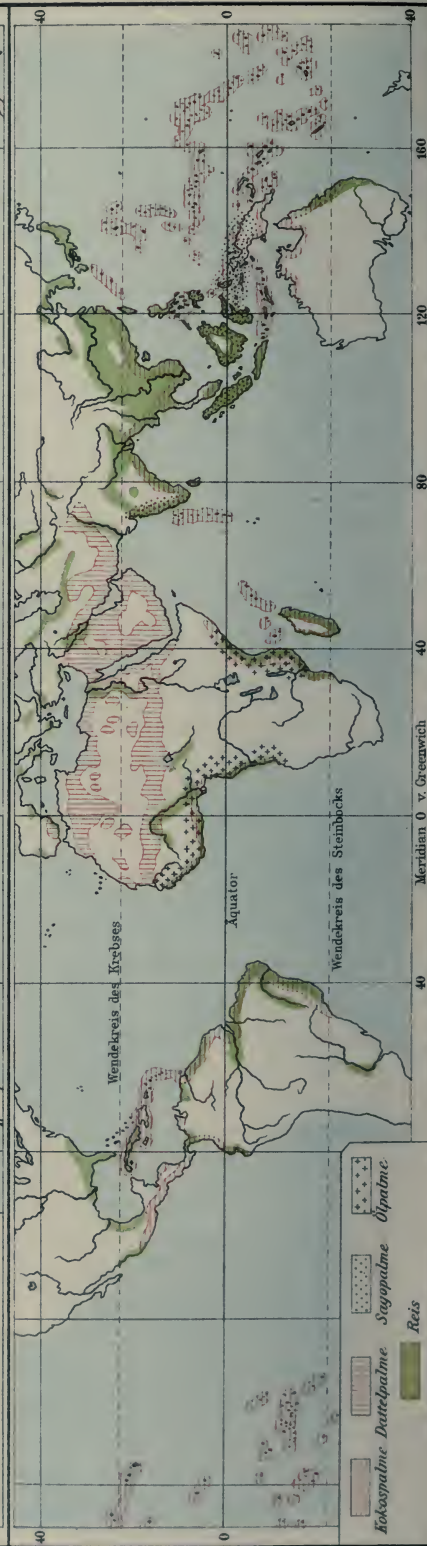 40
0
40
Wendekreis des Krebses
Äquator
Wendekreis des Steinbocks
40
0
40
40
Meridian 0 v. Greenwich
40
80
120
160
Kokospalme Dattelpalme Sagopalme Ölpalme
Reis